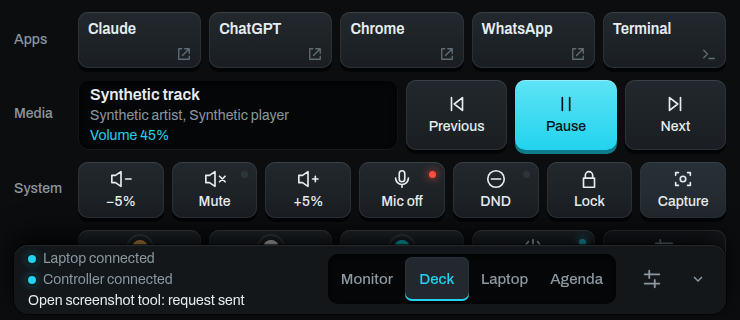 Apps
Claude
ChatGPT
Chrome
WhatsApp
Terminal
Media
Synthetic track
Synthetic artist, Synthetic player
Volume 45%
Previous
Pause
Next
System
−5%
Mute
+5%
Mic off
DND
Lock
Capture
Laptop connected
Controller connected
Open screenshot tool: request sent
Monitor
Deck
Laptop
Agenda